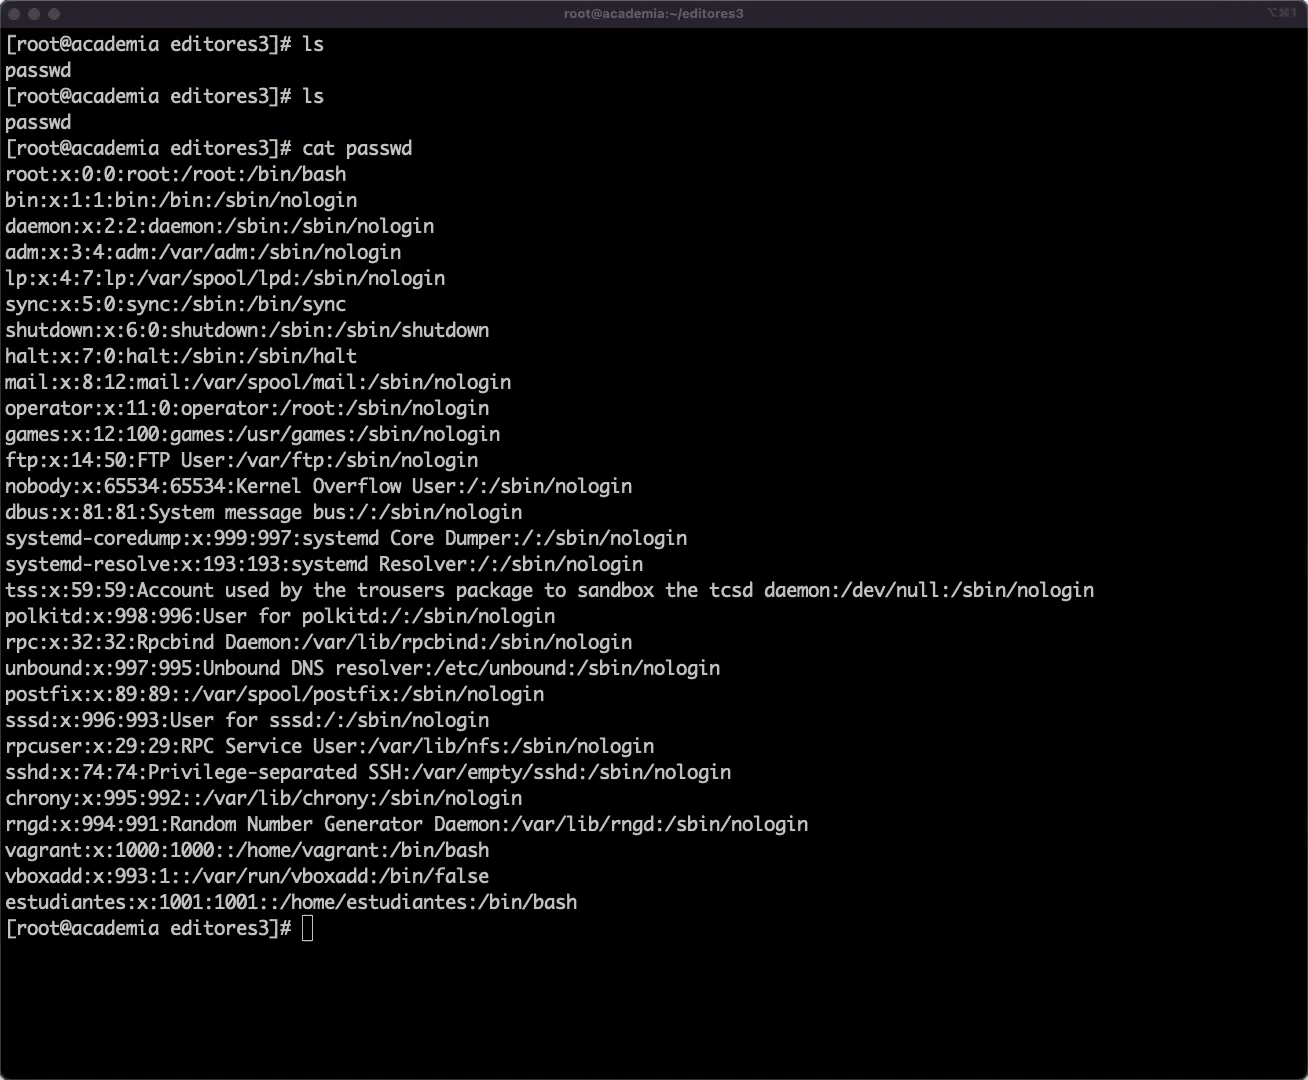 root@academia:~/editores3
⌥⌘1
[root@academia editores3]# ls
passwd
[root@academia editores3]# ls
passwd
[root@academia editores3]# cat passwd
root:x:0:0:root:/root:/bin/bash
bin:x:1:1:bin:/bin:/sbin/nologin
daemon:x:2:2:daemon:/sbin:/sbin/nologin
adm:x:3:4:adm:/var/adm:/sbin/nologin
lp:x:4:7:lp:/var/spool/lpd:/sbin/nologin
sync:x:5:0:sync:/sbin:/bin/sync
shutdown:x:6:0:shutdown:/sbin:/sbin/shutdown
halt:x:7:0:halt:/sbin:/sbin/halt
mail:x:8:12:mail:/var/spool/mail:/sbin/nologin
operator:x:11:0:operator:/root:/sbin/nologin
games:x:12:100:games:/usr/games:/sbin/nologin
ftp:x:14:50:FTP User:/var/ftp:/sbin/nologin
nobody:x:65534:65534:Kernel Overflow User:/:/sbin/nologin
dbus:x:81:81:System message bus:/:/sbin/nologin
systemd-coredump:x:999:997:systemd Core Dumper:/:/sbin/nologin
systemd-resolve:x:193:193:systemd Resolver:/:/sbin/nologin
tss:x:59:59:Account used by the trousers package to sandbox the tcsd daemon:/dev/null:/sbin/nologin
polkitd:x:998:996:User for polkitd:/:/sbin/nologin
rpc:x:32:32:Rpcbind Daemon:/var/lib/rpcbind:/sbin/nologin
unbound:x:997:995:Unbound DNS resolver:/etc/unbound:/sbin/nologin
postfix:x:89:89::/var/spool/postfix:/sbin/nologin
sssd:x:996:993:User for sssd:/:/sbin/nologin
rpcuser:x:29:29:RPC Service User:/var/lib/nfs:/sbin/nologin
sshd:x:74:74:Privilege-separated SSH:/var/empty/sshd:/sbin/nologin
chrony:x:995:992::/var/lib/chrony:/sbin/nologin
rngd:x:994:991:Random Number Generator Daemon:/var/lib/rngd:/sbin/nologin
vagrant:x:1000:1000::/home/vagrant:/bin/bash
vboxadd:x:993:1::/var/run/vboxadd:/bin/false
estudiantes:x:1001:1001::/home/estudiantes:/bin/bash
[root@academia editores3]#